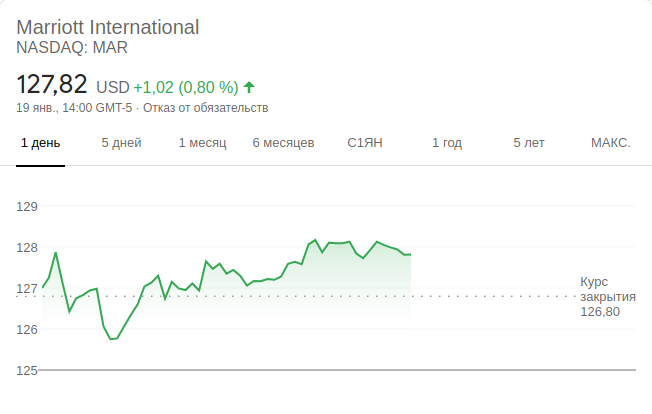 Marriott International
NASDAQ: MAR
127,82 USD +1,02 (0,80 %)
19 янв., 14:00 GMT-5 · Отказ от обязательств
1 день 5 дней 1 месяц 6 месяцев С1ЯН 1 год 5 лет МАКС.
129
128
127
126
125
Курс
закрытия
126,80